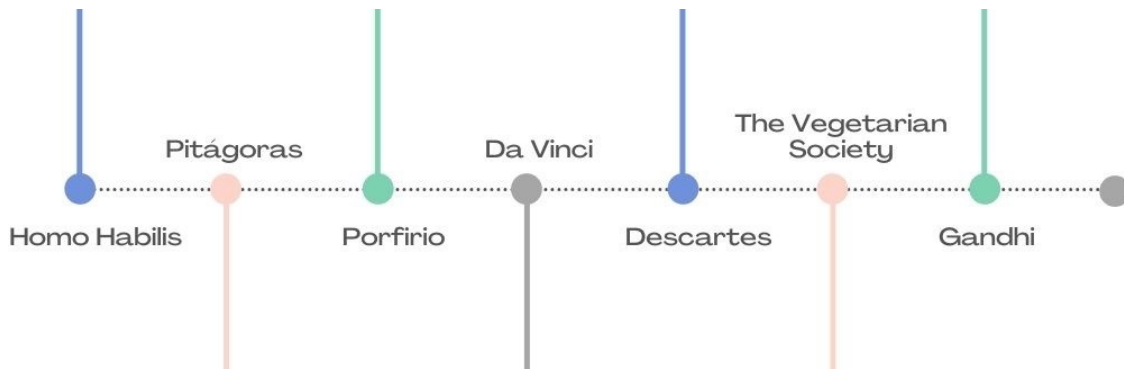 Homo Habilis
Pitágoras
Porfirio
Da Vinci
Descartes
The Vegetarian
Society
Gandhi